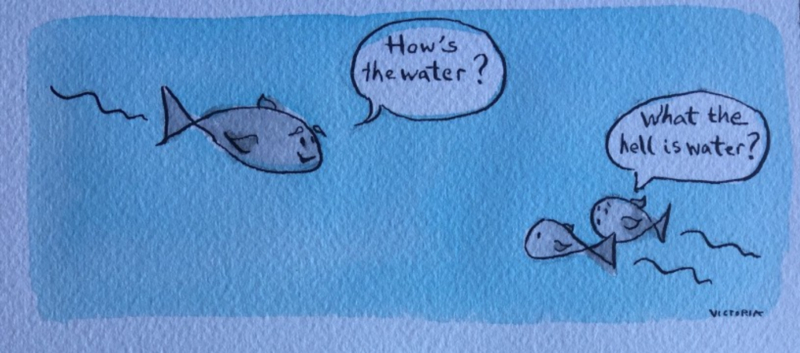 How's
the water?
What the
hell is water?
VICTORIA